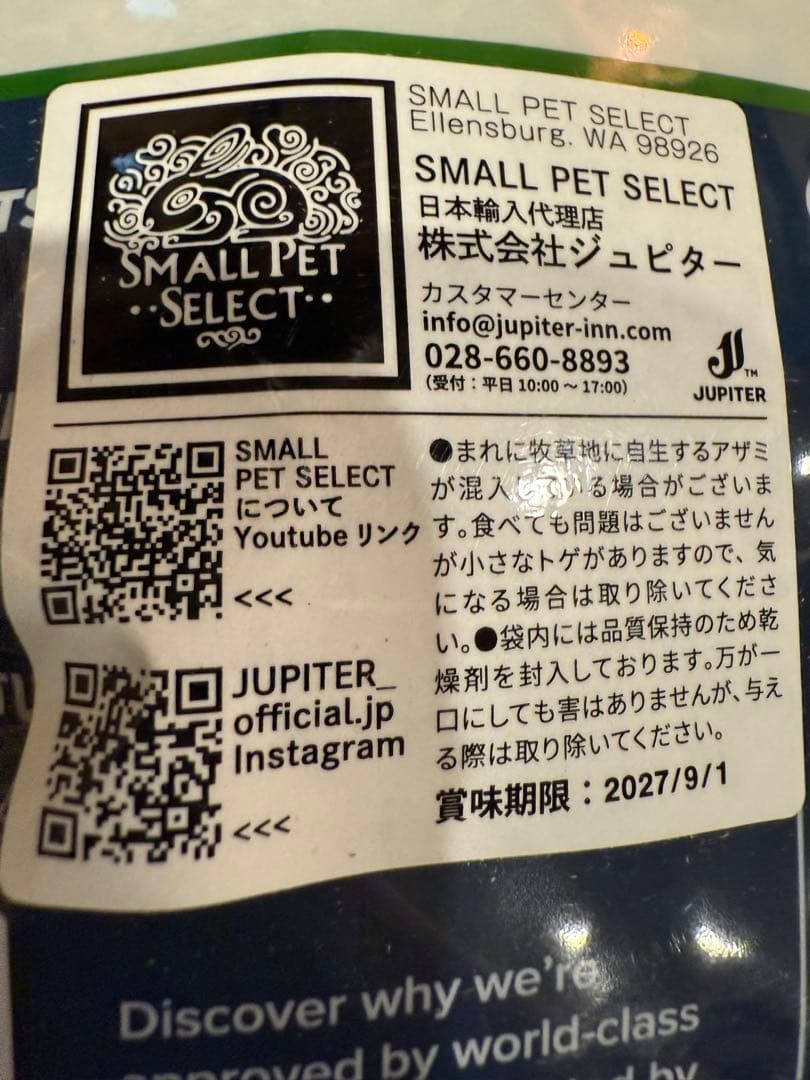 SMALL PET
SELECT
SMALL PET SELECT
Ellensburg. WA 98926
SMALL PET SELECT
日本輸入代理店
株式会社ジュピター
カスタマーセンター
info@jupiter-inn.com
028-660-8893
（受付：平日 10:00 ～ 17:00）
TM
JUPITER
SMALL
PET SELECT
について
Youtube リンク
<<<
JUPITER_
official.jp
Instagram
<<<
●まれに牧草地に自生するアザミ
が混入している場合がございま
す。食べても問題はございません
が小さなトゲがありますので、気
になる場合は取り除いてくださ
い。●袋内には品質保持のため乾
燥剤を封入しております。万が一
口にしても害はありませんが、与え
る際は取り除いてください。
賞味期限：2027/9/1
Discover why we're
approved by world-class
by